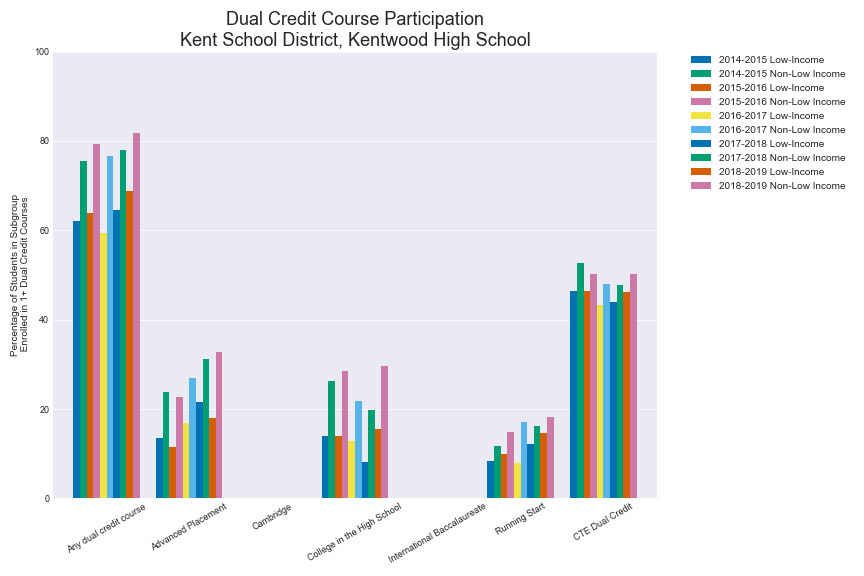 Dual Credit Course Participation
Kent School District, Kentwood High School
Percentage of Students in Subgroup
Enrolled in 1+ Dual Credit Courses
100
80
60
40
20
0
Any dual credit course
Advanced Placement
Cambridge
College in the High School
International Baccalaureate
Running Start
CTE Dual Credit
2014-2015 Low-Income
2014-2015 Non-Low Income
2015-2016 Low-Income
2015-2016 Non-Low Income
2016-2017 Low-Income
2016-2017 Non-Low Income
2017-2018 Low-Income
2017-2018 Non-Low Income
2018-2019 Low-Income
2018-2019 Non-Low Income